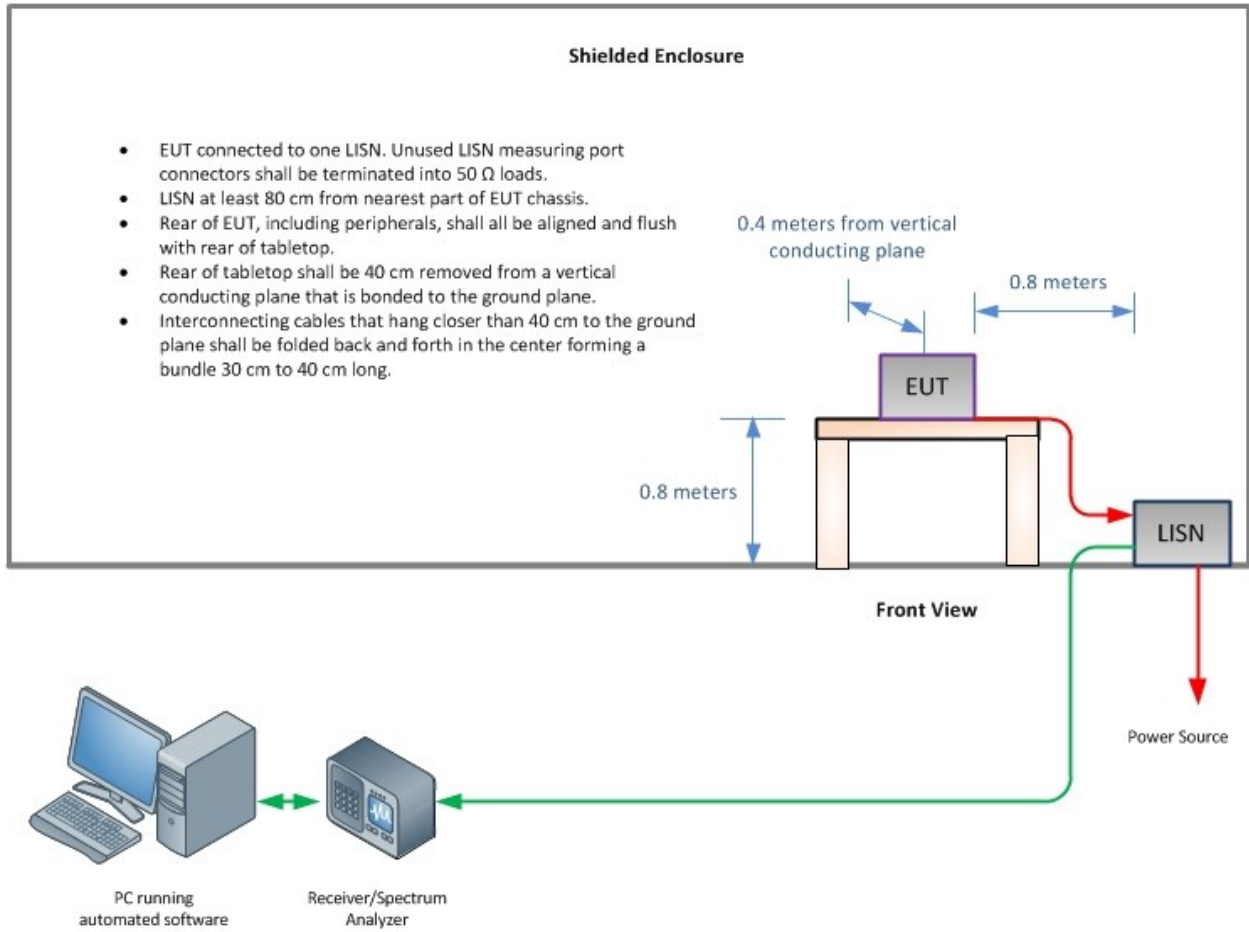 Shielded Enclosure
• EUT connected to one LISN. Unused LISN measuring port
connectors shall be terminated into 50 Ω loads.
• LISN at least 80 cm from nearest part of EUT chassis.
• Rear of EUT, including peripherals, shall all be aligned and flush
with rear of tabletop.
• Rear of tabletop shall be 40 cm removed from a vertical
conducting plane that is bonded to the ground plane.
• Interconnecting cables that hang closer than 40 cm to the ground
plane shall be folded back and forth in the center forming a
bundle 30 cm to 40 cm long.
0.4 meters from vertical
conducting plane
0.8 meters
EUT
0.8 meters
LISN
Front View
Power Source
PC running
automated software
Receiver/Spectrum
Analyzer